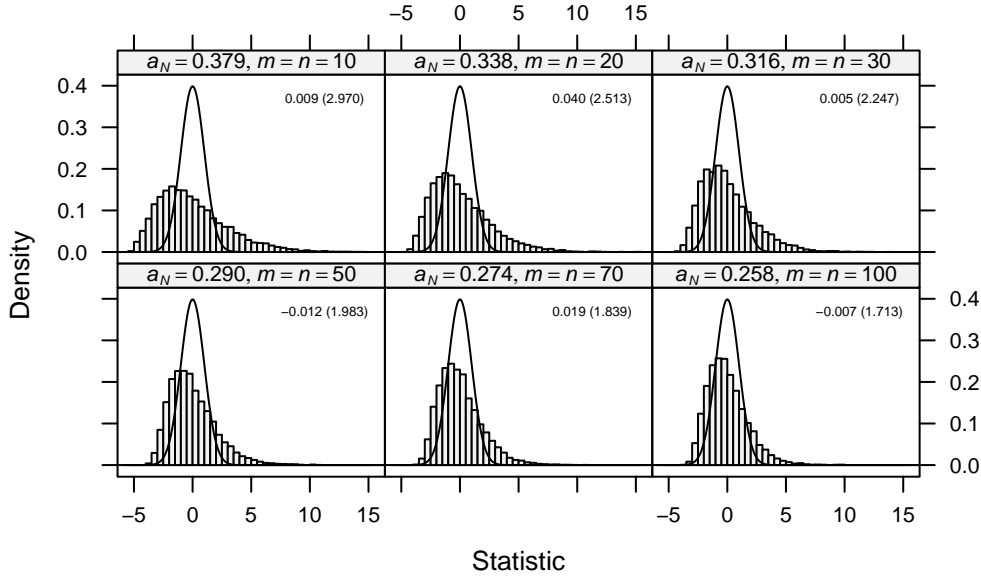 −5 0 5 10 15
a_N = 0.379, m = n = 10
a_N = 0.338, m = n = 20
a_N = 0.316, m = n = 30
0.4
0.3
0.2
0.1
0.0
0.009 (2.970)
0.040 (2.513)
0.005 (2.247)
a_N = 0.290, m = n = 50
a_N = 0.274, m = n = 70
a_N = 0.258, m = n = 100
−0.012 (1.983)
0.019 (1.839)
−0.007 (1.713)
0.4
0.3
0.2
0.1
0.0
−5 0 5 10 15
−5 0 5 10 15
Density
Statistic